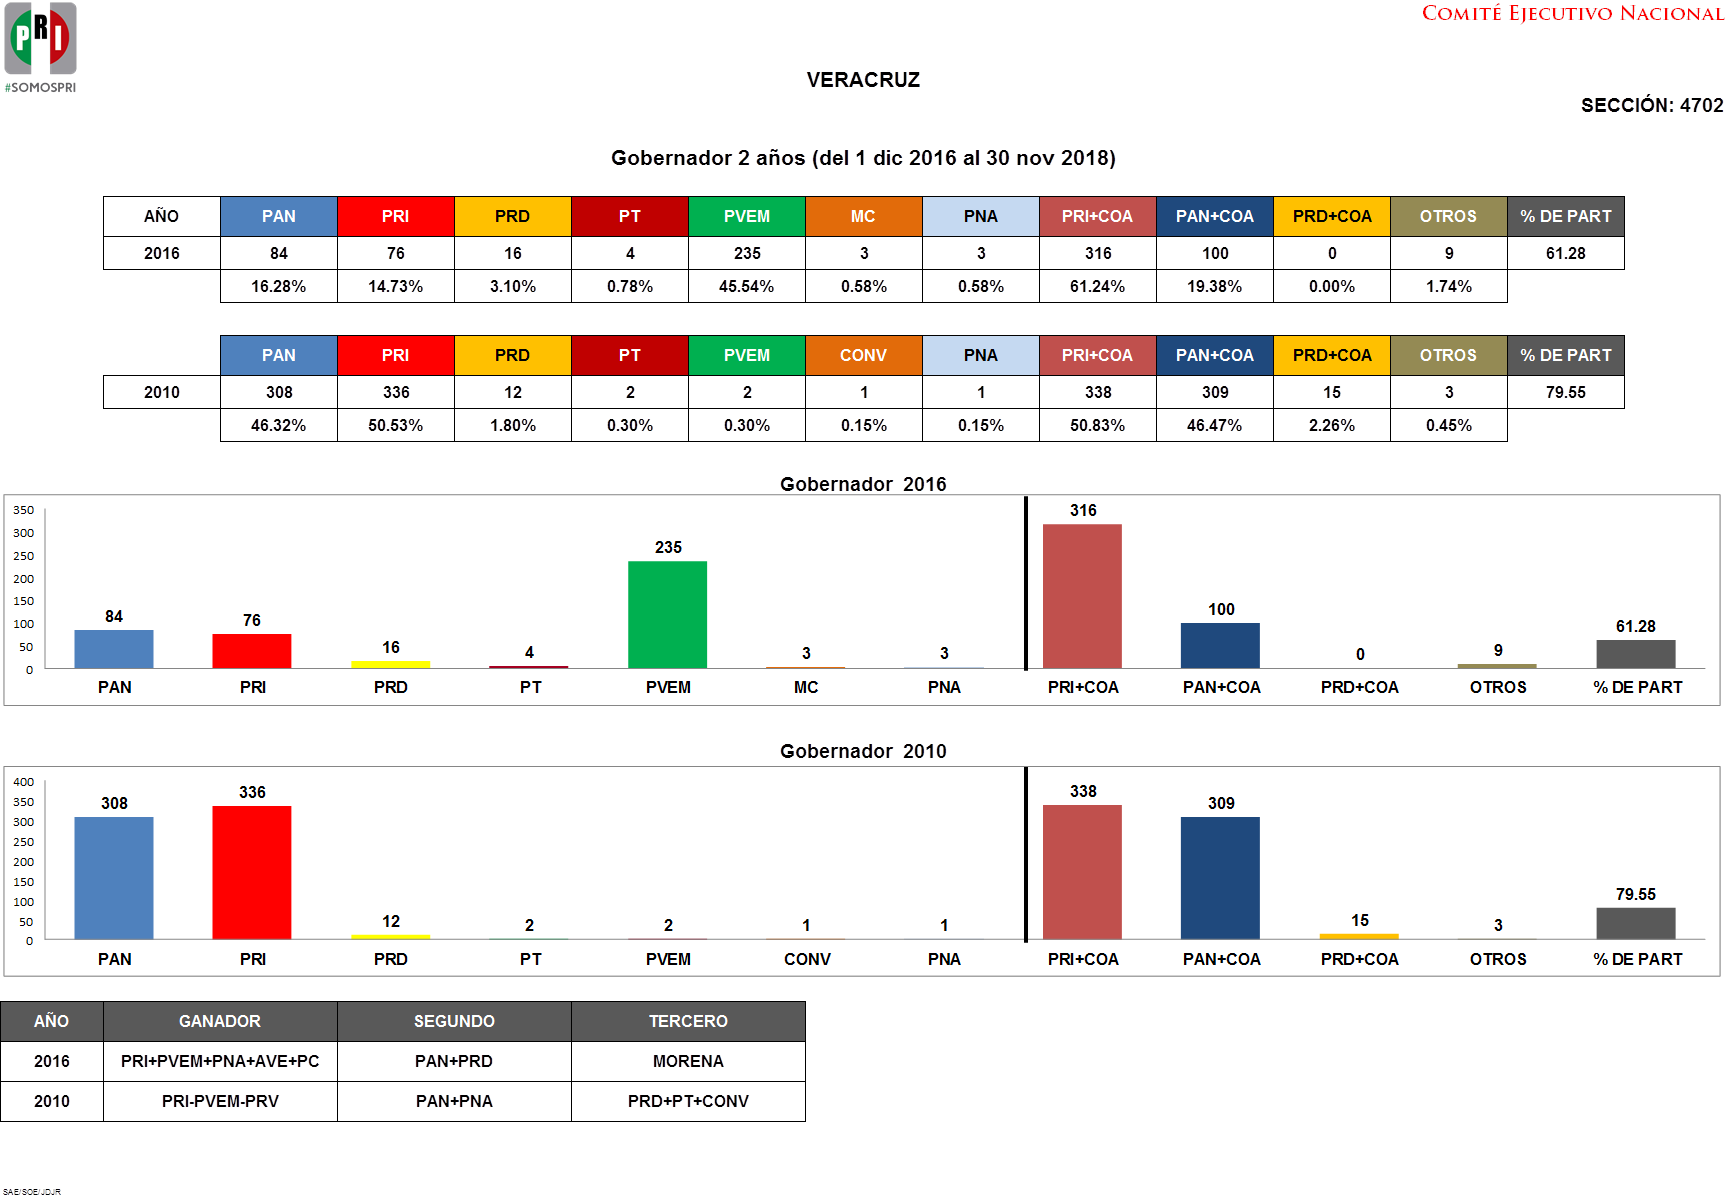 PRI
#SOMOSPRI
COMITÉ EJECUTIVO NACIONAL
VERACRUZ
SECCIÓN: 4702
Gobernador 2 años (del 1 dic 2016 al 30 nov 2018)
AÑO PAN PRI PRD PT PVEM MC PNA PRI+COA PAN+COA PRD+COA OTROS % DE PART
2016 84 76 16 4 235 3 3 316 100 0 9 61.28
16.28% 14.73% 3.10% 0.78% 45.54% 0.58% 0.58% 61.24% 19.38% 0.00% 1.74%
PAN PRI PRD PT PVEM CONV PNA PRI+COA PAN+COA PRD+COA OTROS % DE PART
2010 308 336 12 2 2 1 1 338 309 15 3 79.55
46.32% 50.53% 1.80% 0.30% 0.30% 0.15% 0.15% 50.83% 46.47% 2.26% 0.45%
Gobernador 2016
350
300
250
200
150
100
50
0
84 76 16 4 235 3 3 316 100 0 9 61.28
PAN PRI PRD PT PVEM MC PNA PRI+COA PAN+COA PRD+COA OTROS % DE PART
Gobernador 2010
400
350
300
250
200
150
100
50
0
308 336 12 2 2 1 1 338 309 15 3 79.55
PAN PRI PRD PT PVEM CONV PNA PRI+COA PAN+COA PRD+COA OTROS % DE PART
AÑO GANADOR SEGUNDO TERCERO
2016 PRI+PVEM+PNA+AVE+PC PAN+PRD MORENA
2010 PRI-PVEM-PRV PAN+PNA PRD+PT+CONV
SAE/SOE/JDJR